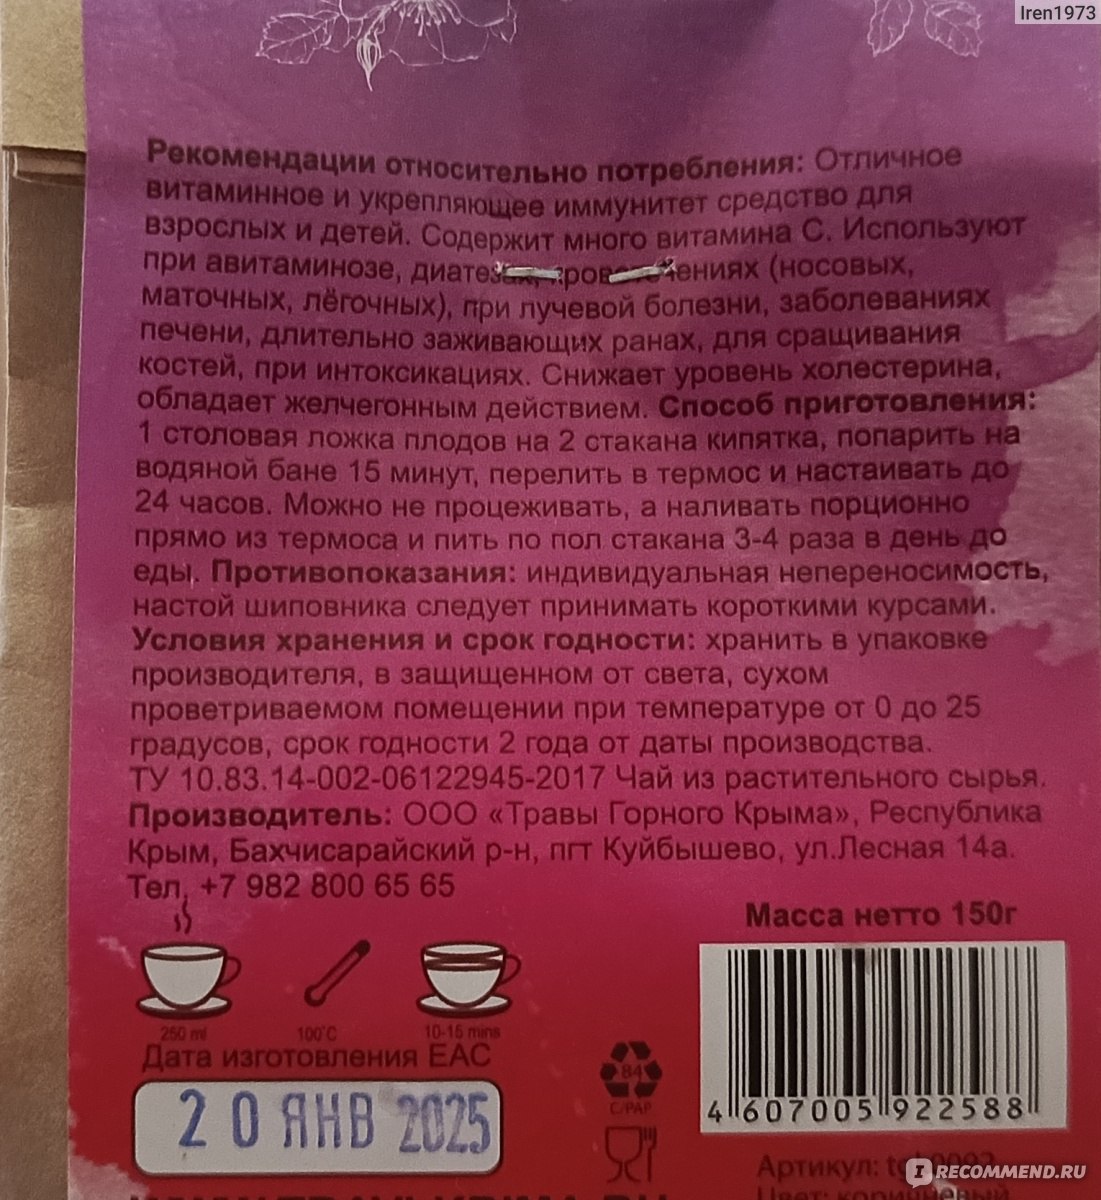 Iren1973
Рекомендации относительно потребления: Отличное
витаминное и укрепляющее иммунитет средство для
взрослых и детей. Содержит много витамина С. Используют
при авитаминозе, диатезах, кровотечениях (носовых,
маточных, лёгочных), при лучевой болезни, заболеваниях
печени, длительно заживающих ранах, для сращивания
костей, при интоксикациях. Снижает уровень холестерина,
обладает желчегонным действием. Способ приготовления:
1 столовая ложка плодов на 2 стакана кипятка, попарить на
водяной бане 15 минут, перелить в термос и настаивать до
24 часов. Можно не процеживать, а наливать порционно
прямо из термоса и пить по пол стакана 3-4 раза в день до
еды. Противопоказания: индивидуальная непереносимость,
настой шиповника следует принимать короткими курсами.
Условия хранения и срок годности: хранить в упаковке
производителя, в защищенном от света, сухом
проветриваемом помещении при температуре от 0 до 25
градусов, срок годности 2 года от даты производства.
ТУ 10.83.14-002-06122945-2017 Чай из растительного сырья.
Производитель: ООО «Травы Горного Крыма», Республика
Крым, Бахчисарайский р-н, пгт Куйбышево, ул.Лесная 14а.
Тел. +7 982 800 65 65
Масса нетто 150г
250 ml 100°C 10-15 mins
Дата изготовления ЕАС
20 ЯНВ 2025
84
C/PAP
4 607005 922588
Артикул:
Цвет: коричневый
IRECOMMEND.RU